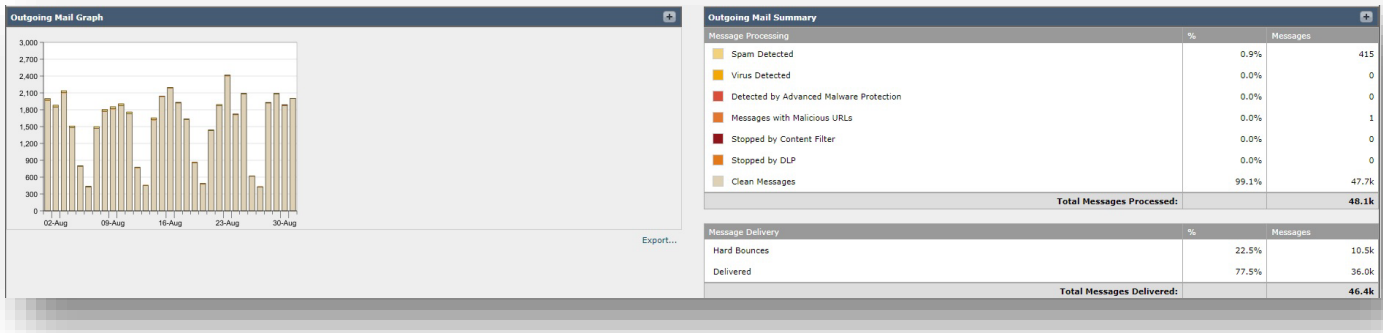 Outgoing Mail Graph
3,000
2,700
2,400
2,100
1,800
1,500
1,200
900
600
300
0
02-Aug 09-Aug 16-Aug 23-Aug 30-Aug
Export...
Outgoing Mail Summary
Message Processing % Messages
Spam Detected 0.9% 415
Virus Detected 0.0% 0
Detected by Advanced Malware Protection 0.0% 0
Messages with Malicious URLs 0.0% 1
Stopped by Content Filter 0.0% 0
Stopped by DLP 0.0% 0
Clean Messages 99.1% 47.7k
Total Messages Processed: 48.1k
Message Delivery % Messages
Hard Bounces 22.5% 10.5k
Delivered 77.5% 36.0k
Total Messages Delivered: 46.4k